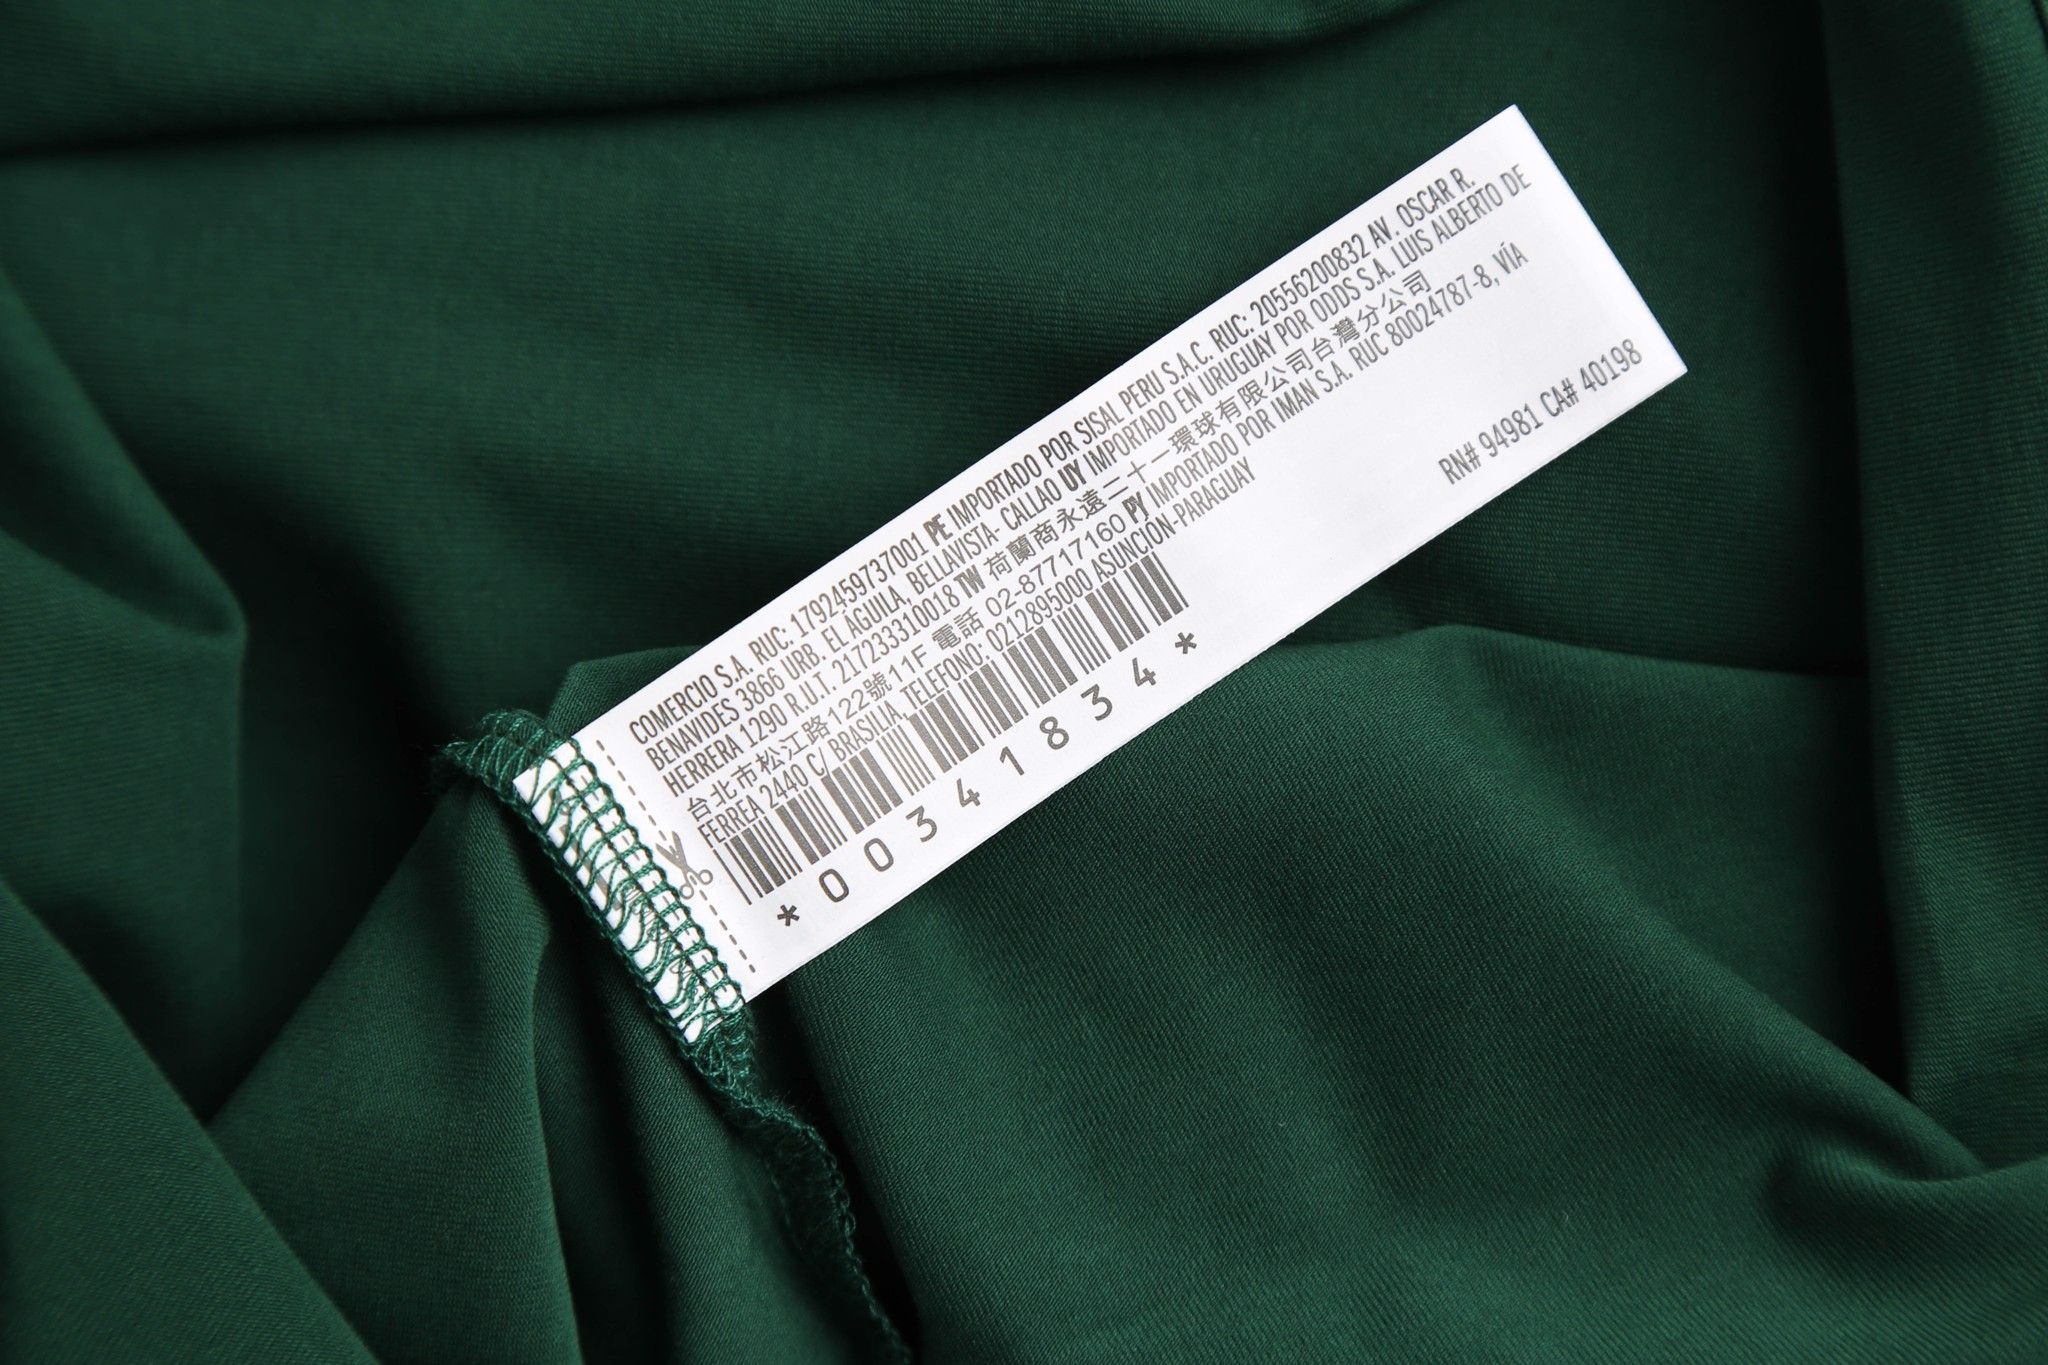 COMERCIO S.A. RUC: 1792459737001 PE IMPORTADO POR SISAL PERU S.A.C. RUC: 20556200832 AV. OSCAR R.
BENAVIDES 3866 URB. EL ÁGUILA, BELLAVISTA- CALLAO UY IMPORTADO EN URUGUAY POR ODDS S.A. LUIS ALBERTO DE
HERRERA 1290 R.U.T. 217233310018 TW 荷蘭商永遠二十一環球有限公司台灣分公司
台北市松江路122號11F 電話 02-87717160 PY IMPORTADO POR IMAN S.A. RUC 80024787-8, VÍA
FERREA 2440 C/ BRASILIA, TELEFONO: 0212895000 ASUNCIÓN-PARAGUAY
*00341834*
RN# 94981 CA# 40198